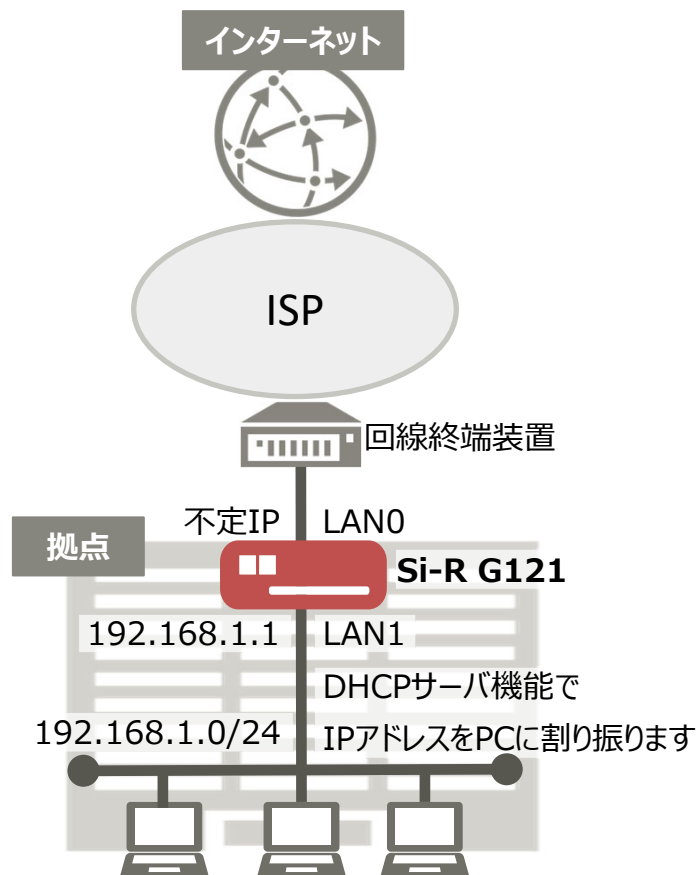 インターネット
ISP
回線終端装置
不定IP LAN0
拠点
Si-R G121
192.168.1.1 LAN1
DHCPサーバ機能で
192.168.1.0/24 IPアドレスをPCに割り振ります